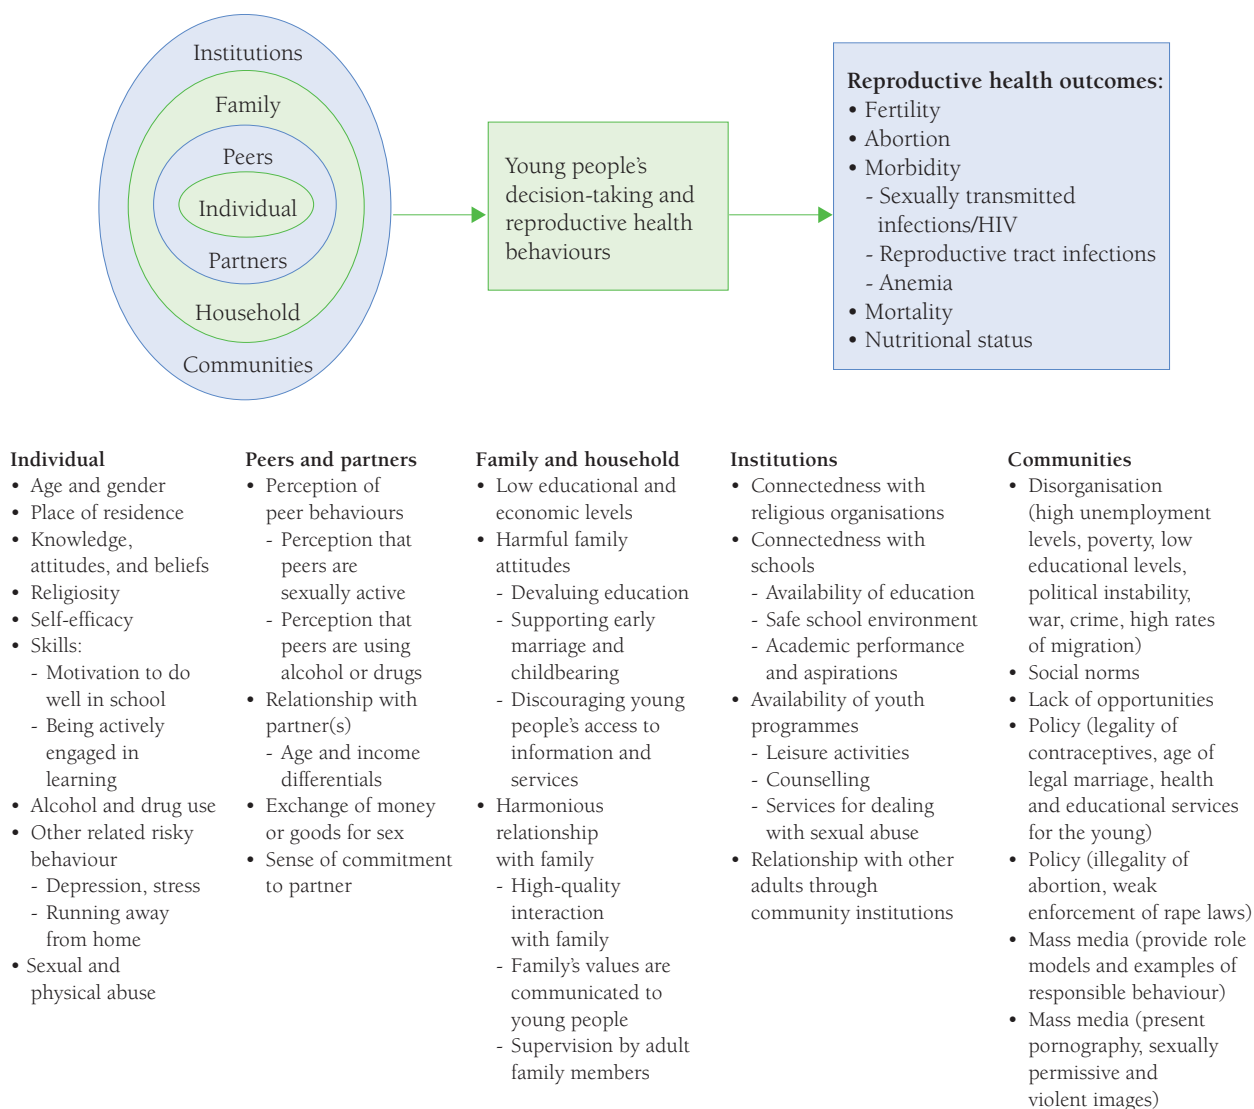 Institutions
Family
Peers
Individual
Partners
Household
Communities
Young people's
decision-taking and
reproductive health
behaviours
Reproductive health outcomes:
• Fertility
• Abortion
• Morbidity
- Sexually transmitted
infections/HIV
- Reproductive tract infections
- Anemia
• Mortality
• Nutritional status
Individual
• Age and gender
• Place of residence
• Knowledge,
attitudes, and beliefs
• Religiosity
• Self-efficacy
• Skills:
- Motivation to do
well in school
- Being actively
engaged in
learning
• Alcohol and drug use
• Other related risky
behaviour
- Depression, stress
- Running away
from home
• Sexual and
physical abuse
Peers and partners
• Perception of
peer behaviours
- Perception that
peers are
sexually active
- Perception that
peers are using
alcohol or drugs
• Relationship with
partner(s)
- Age and income
differentials
• Exchange of money
or goods for sex
• Sense of commitment
to partner
Family and household
• Low educational and
economic levels
• Harmful family
attitudes
- Devaluing education
- Supporting early
marriage and
childbearing
- Discouraging young
people's access to
information and
services
• Harmonious
relationship
with family
- High-quality
interaction
with family
- Family's values are
communicated to
young people
- Supervision by adult
family members
Institutions
• Connectedness with
religious organisations
• Connectedness with
schools
- Availability of education
- Safe school environment
- Academic performance
and aspirations
• Availability of youth
programmes
- Leisure activities
- Counselling
- Services for dealing
with sexual abuse
• Relationship with other
adults through
community institutions
Communities
• Disorganisation
(high unemployment
levels, poverty, low
educational levels,
political instability,
war, crime, high rates
of migration)
• Social norms
• Lack of opportunities
• Policy (legality of
contraceptives, age of
legal marriage, health
and educational services
for the young)
• Policy (illegality of
abortion, weak
enforcement of rape laws)
• Mass media (provide role
models and examples of
responsible behaviour)
• Mass media (present
pornography, sexually
permissive and
violent images)